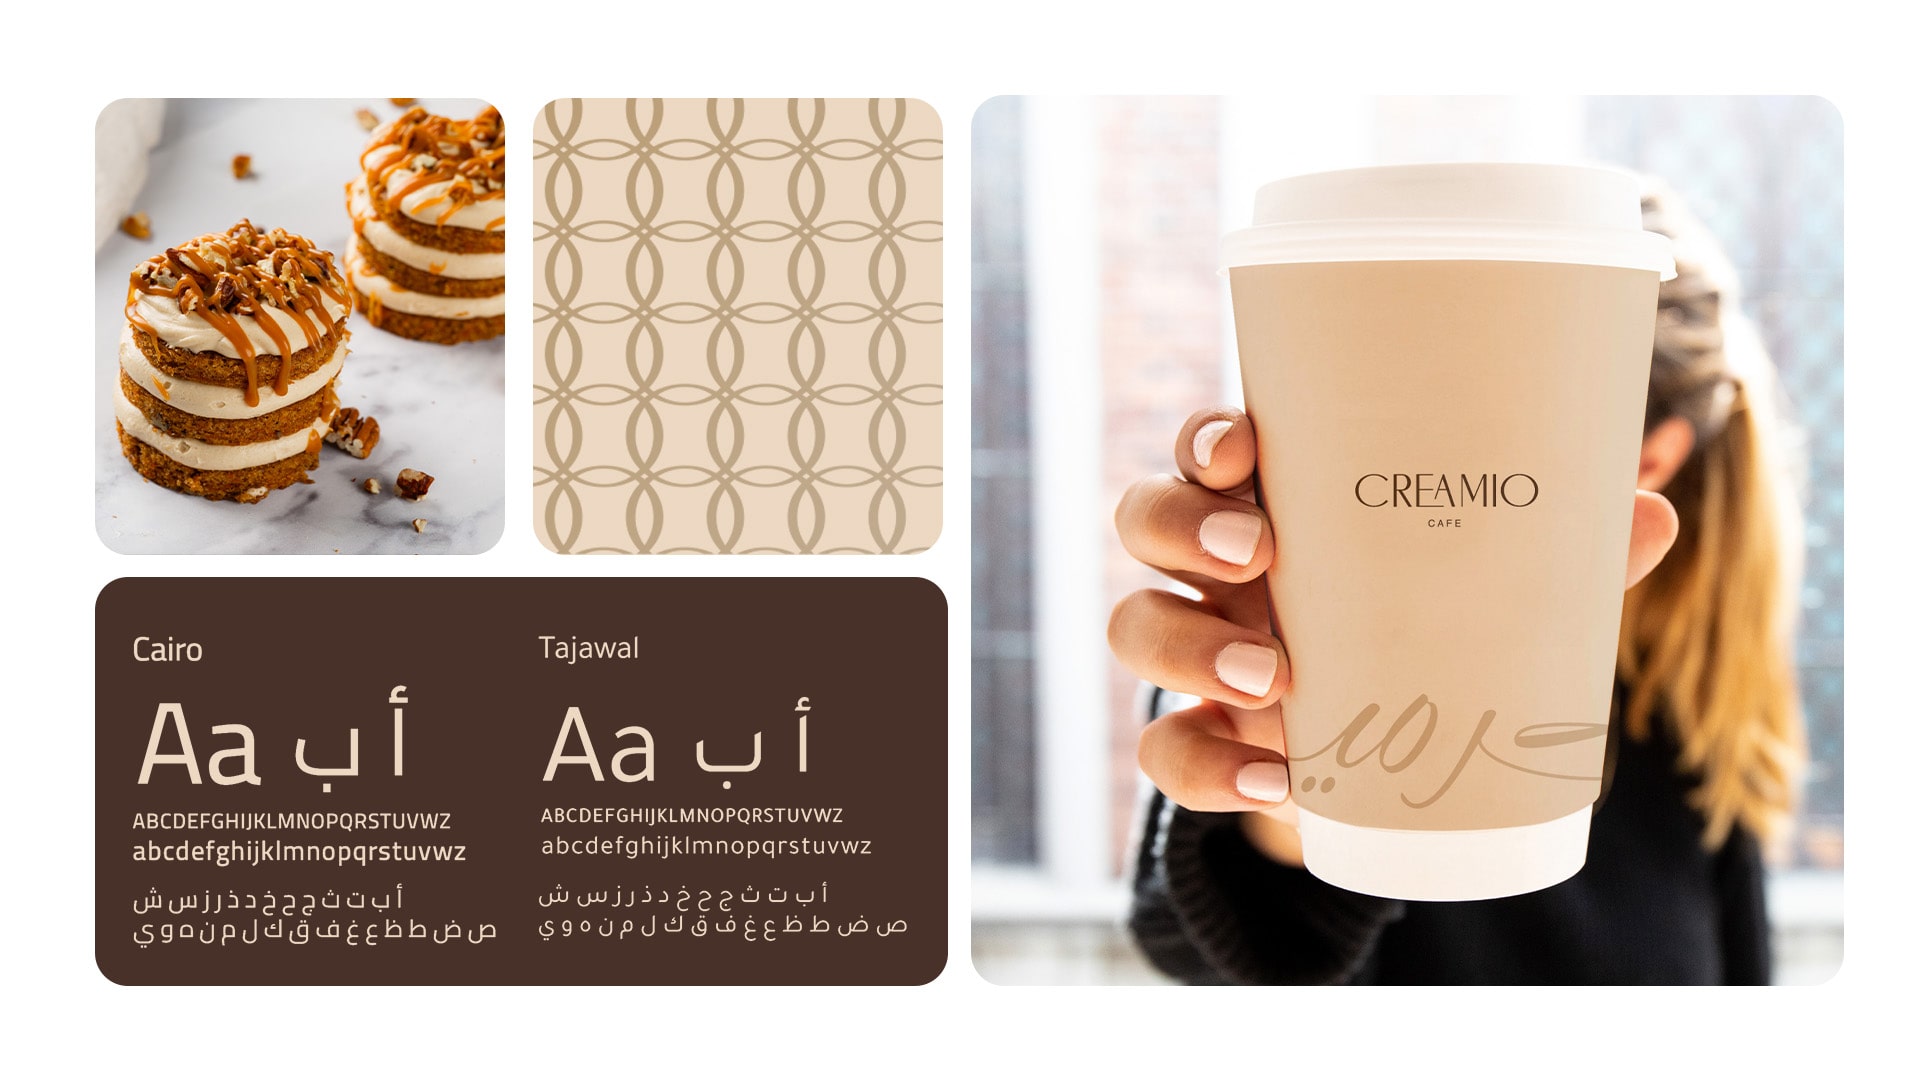 Cairo
Aa أ ب
ABCDEFGHIJKLMNOPQRSTUVWZ
abcdefghijklmnopqrstuvwz
أ ب ت ث ج ح خ د ذ ر ز س ش
ص ض ط ظ ع غ ف ق ك ل م ن ه و ي
Tajawal
Aa أ ب
ABCDEFGHIJKLMNOPQRSTUVWZ
abcdefghijklmnopqrstuvwz
أ ب ت ث ج ح خ د ذ ر ز س ش
ص ض ط ظ ع غ ف ق ك ل م ن ه و ي
CREAMIO
CAFE